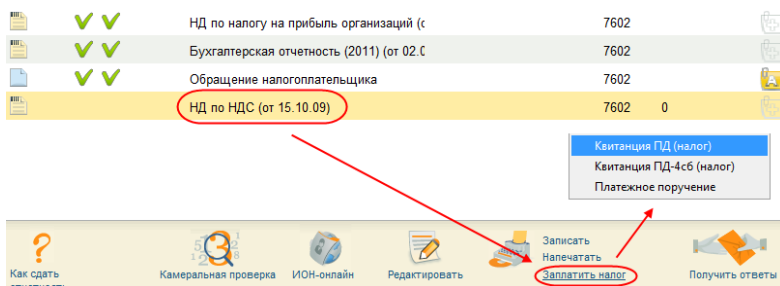 НД по налогу на прибыль организаций (с 7602
Бухгалтерская отчетность (2011) (от 02.0 7602
Обращение налогоплательщика 7602
НД по НДС (от 15.10.09) 7602 0
Квитанция ПД (налог)
Квитанция ПД-4сб (налог)
Платежное поручение
Как сдать
Камеральная проверка
ИОН-онлайн
Редактировать
Записать
Напечатать
Заплатить налог
Получить ответы